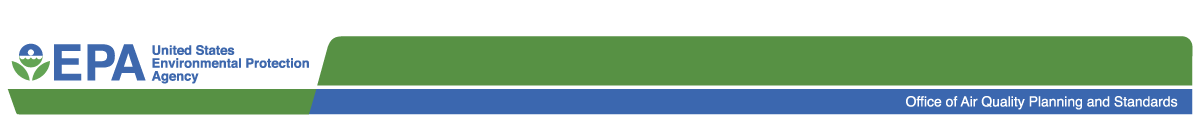 EPA
United States
Environmental Protection
Agency
Office of Air Quality Planning and Standards